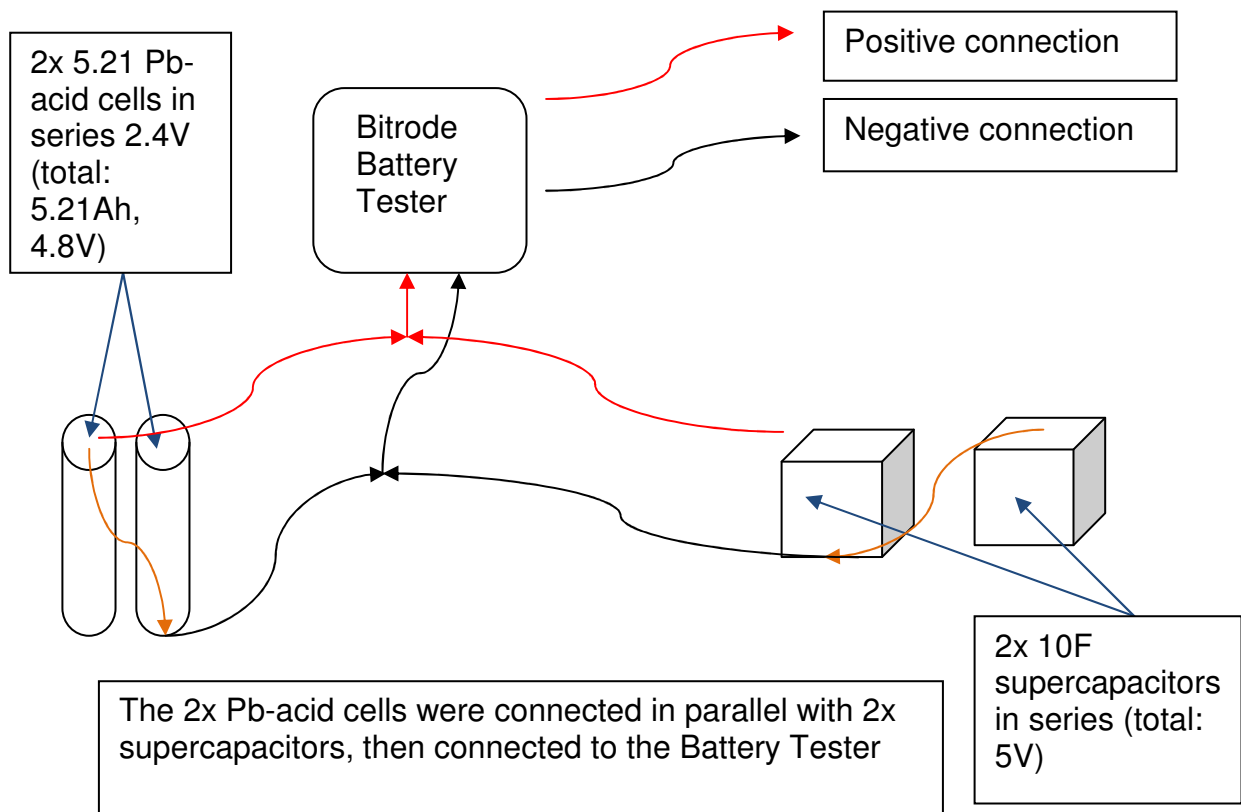 2x 5.21 Pb-
acid cells in
series 2.4V
(total:
5.21Ah,
4.8V)
Bitrode
Battery
Tester
Positive connection
Negative connection
2x 10F
supercapacitors
in series (total:
5V)
The 2x Pb-acid cells were connected in parallel with 2x
supercapacitors, then connected to the Battery Tester